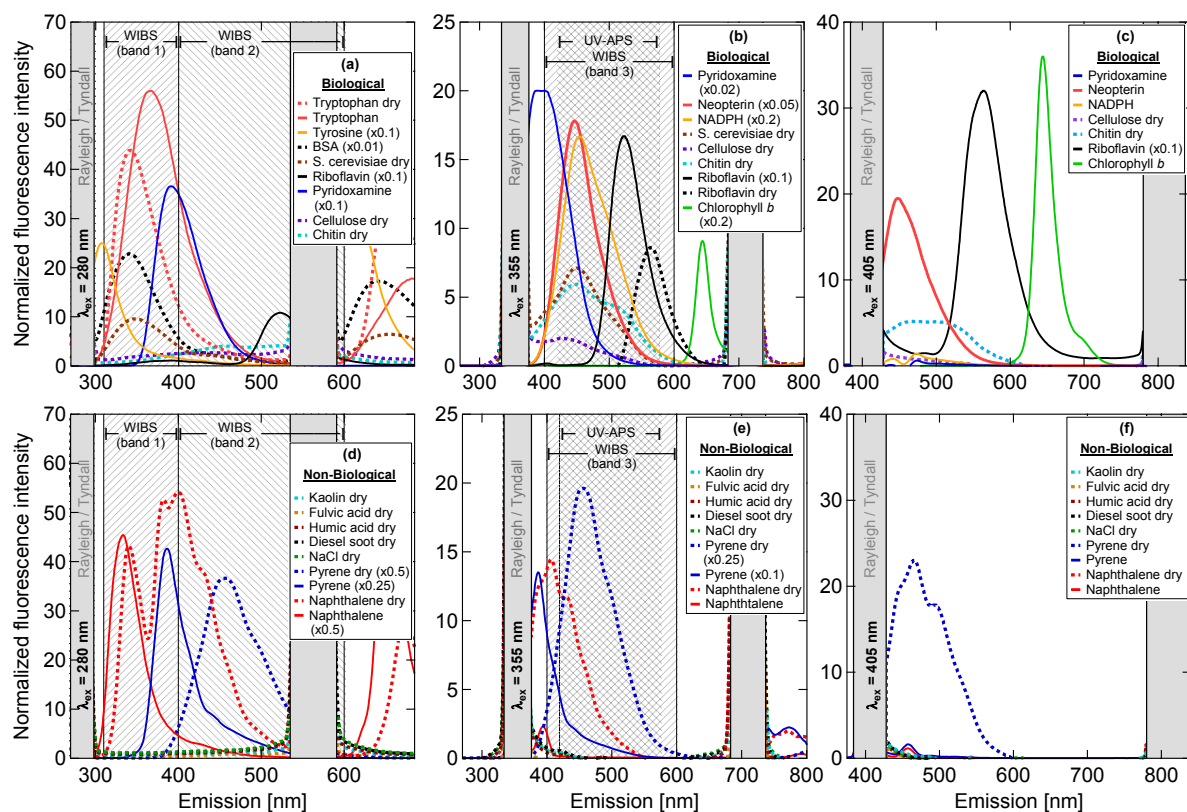 70
60
50
40
30
20
10
0
Normalized fluorescence intensity
WIBS
(band 1)
WIBS
(band 2)
Rayleigh / Tyndall
λex = 280 nm
(a)
Biological
Tryptophan dry
Tryptophan
Tyrosine (x0.1)
BSA (x0.01)
S. cerevisiae dry
Riboflavin (x0.1)
Pyridoxamine
(x0.1)
Cellulose dry
Chitin dry
300
400
500
600
25
20
15
10
5
0
UV-APS
WIBS
(band 3)
Rayleigh / Tyndall
λex = 355 nm
(b)
Biological
Pyridoxamine
(x0.02)
Neopterin (x0.05)
NADPH (x0.2)
S. cerevisiae dry
Cellulose dry
Chitin dry
Riboflavin (x0.1)
Riboflavin dry
Chlorophyll b
(x0.2)
300
400
500
600
700
800
40
30
20
10
0
Rayleigh / Tyndall
λex = 405 nm
(c)
Biological
Pyridoxamine
Neopterin
NADPH
Cellulose dry
Chitin dry
Riboflavin (x0.1)
Chlorophyll b
400
500
600
700
800
70
60
50
40
30
20
10
0
Normalized fluorescence intensity
WIBS
(band 1)
WIBS
(band 2)
Rayleigh / Tyndall
λex = 280 nm
(d)
Non-Biological
Kaolin dry
Fulvic acid dry
Humic acid dry
Diesel soot dry
NaCl dry
Pyrene dry (x0.5)
Pyrene (x0.25)
Naphthalene dry
Naphthalene
(x0.5)
300
400
500
600
Emission [nm]
25
20
15
10
5
0
UV-APS
WIBS
(band 3)
Rayleigh / Tyndall
λex = 355 nm
(e)
Non-Biological
Kaolin dry
Fulvic acid dry
Humic acid dry
Diesel soot dry
NaCl dry
Pyrene dry
(x0.25)
Pyrene (x0.1)
Naphthalene dry
Naphthtalene
300
400
500
600
700
800
Emission [nm]
40
30
20
10
0
Rayleigh / Tyndall
λex = 405 nm
(f)
Non-Biological
Kaolin dry
Fulvic acid dry
Humic acid dry
Diesel soot dry
NaCl dry
Pyrene dry
Pyrene
Naphthalene dry
Naphthalene
400
500
600
700
800
Emission [nm]